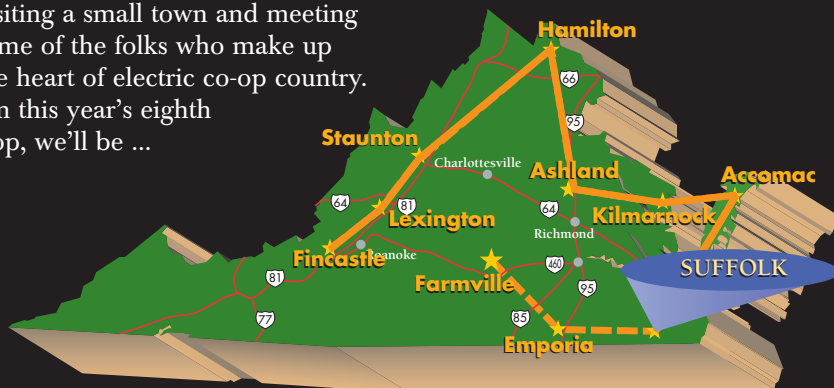 siting a small town and meeting
me of the folks who make up
e heart of electric co-op country.
n this year's eighth
op, we'll be ...
Hamilton
66
95
Staunton
Charlottesville
Ashland
Accomac
64
81
Lexington
64
Kilmarnock
Richmond
Fincastle
Roanoke
460
SUFFOLK
81
Farmville
95
77
85
Emporia